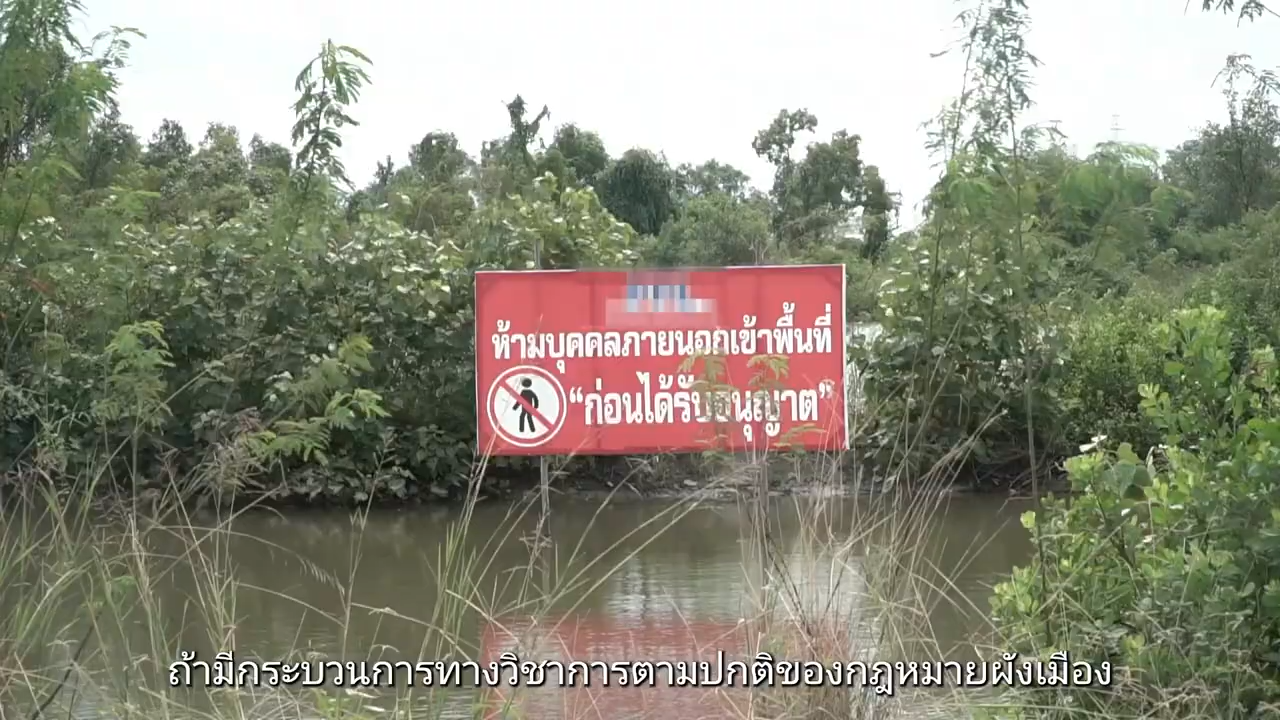 ห้ามบุคคลภายนอกเข้าพื้นที่
“ก่อนได้รับอนุญาต”
ถ้ามีกระบวนการทางวิชาการตามปกติของกฎหมายผังเมือง